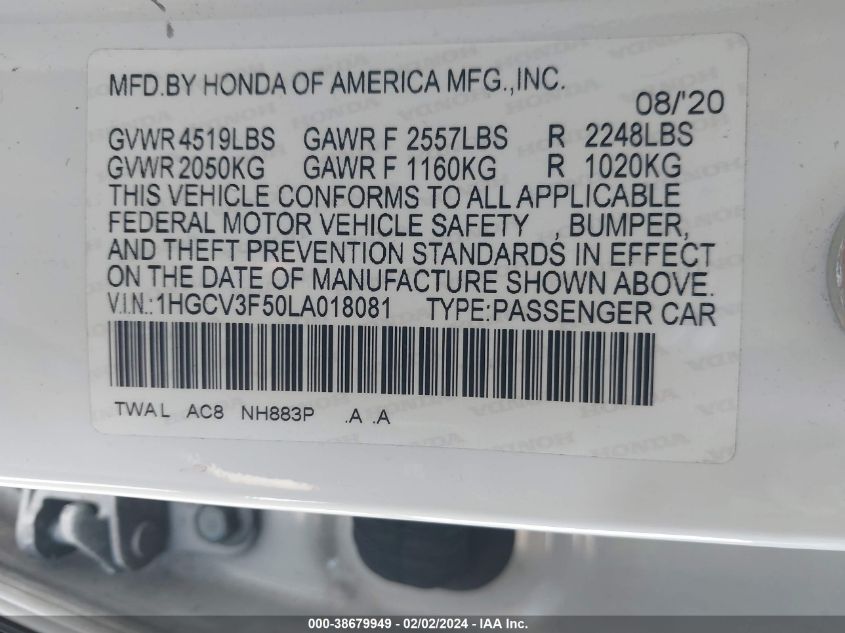 MFD.BY HONDA OF AMERICA MFG.,INC.
08/'20
GVWR 4519LBS GAWR F 2557LBS R 2248LBS
GVWR 2050KG GAWR F 1160KG R 1020KG
THIS VEHICLE CONFORMS TO ALL APPLICABLE
FEDERAL MOTOR VEHICLE SAFETY , BUMPER,
AND THEFT PREVENTION STANDARDS IN EFFECT
ON THE DATE OF MANUFACTURE SHOWN ABOVE.
V.I.N.:1HGCV3F50LA018081 TYPE:PASSENGER CAR
TWA L AC8 NH883P .A .A
000-38679949 - 02/02/2024 - IAA Inc.